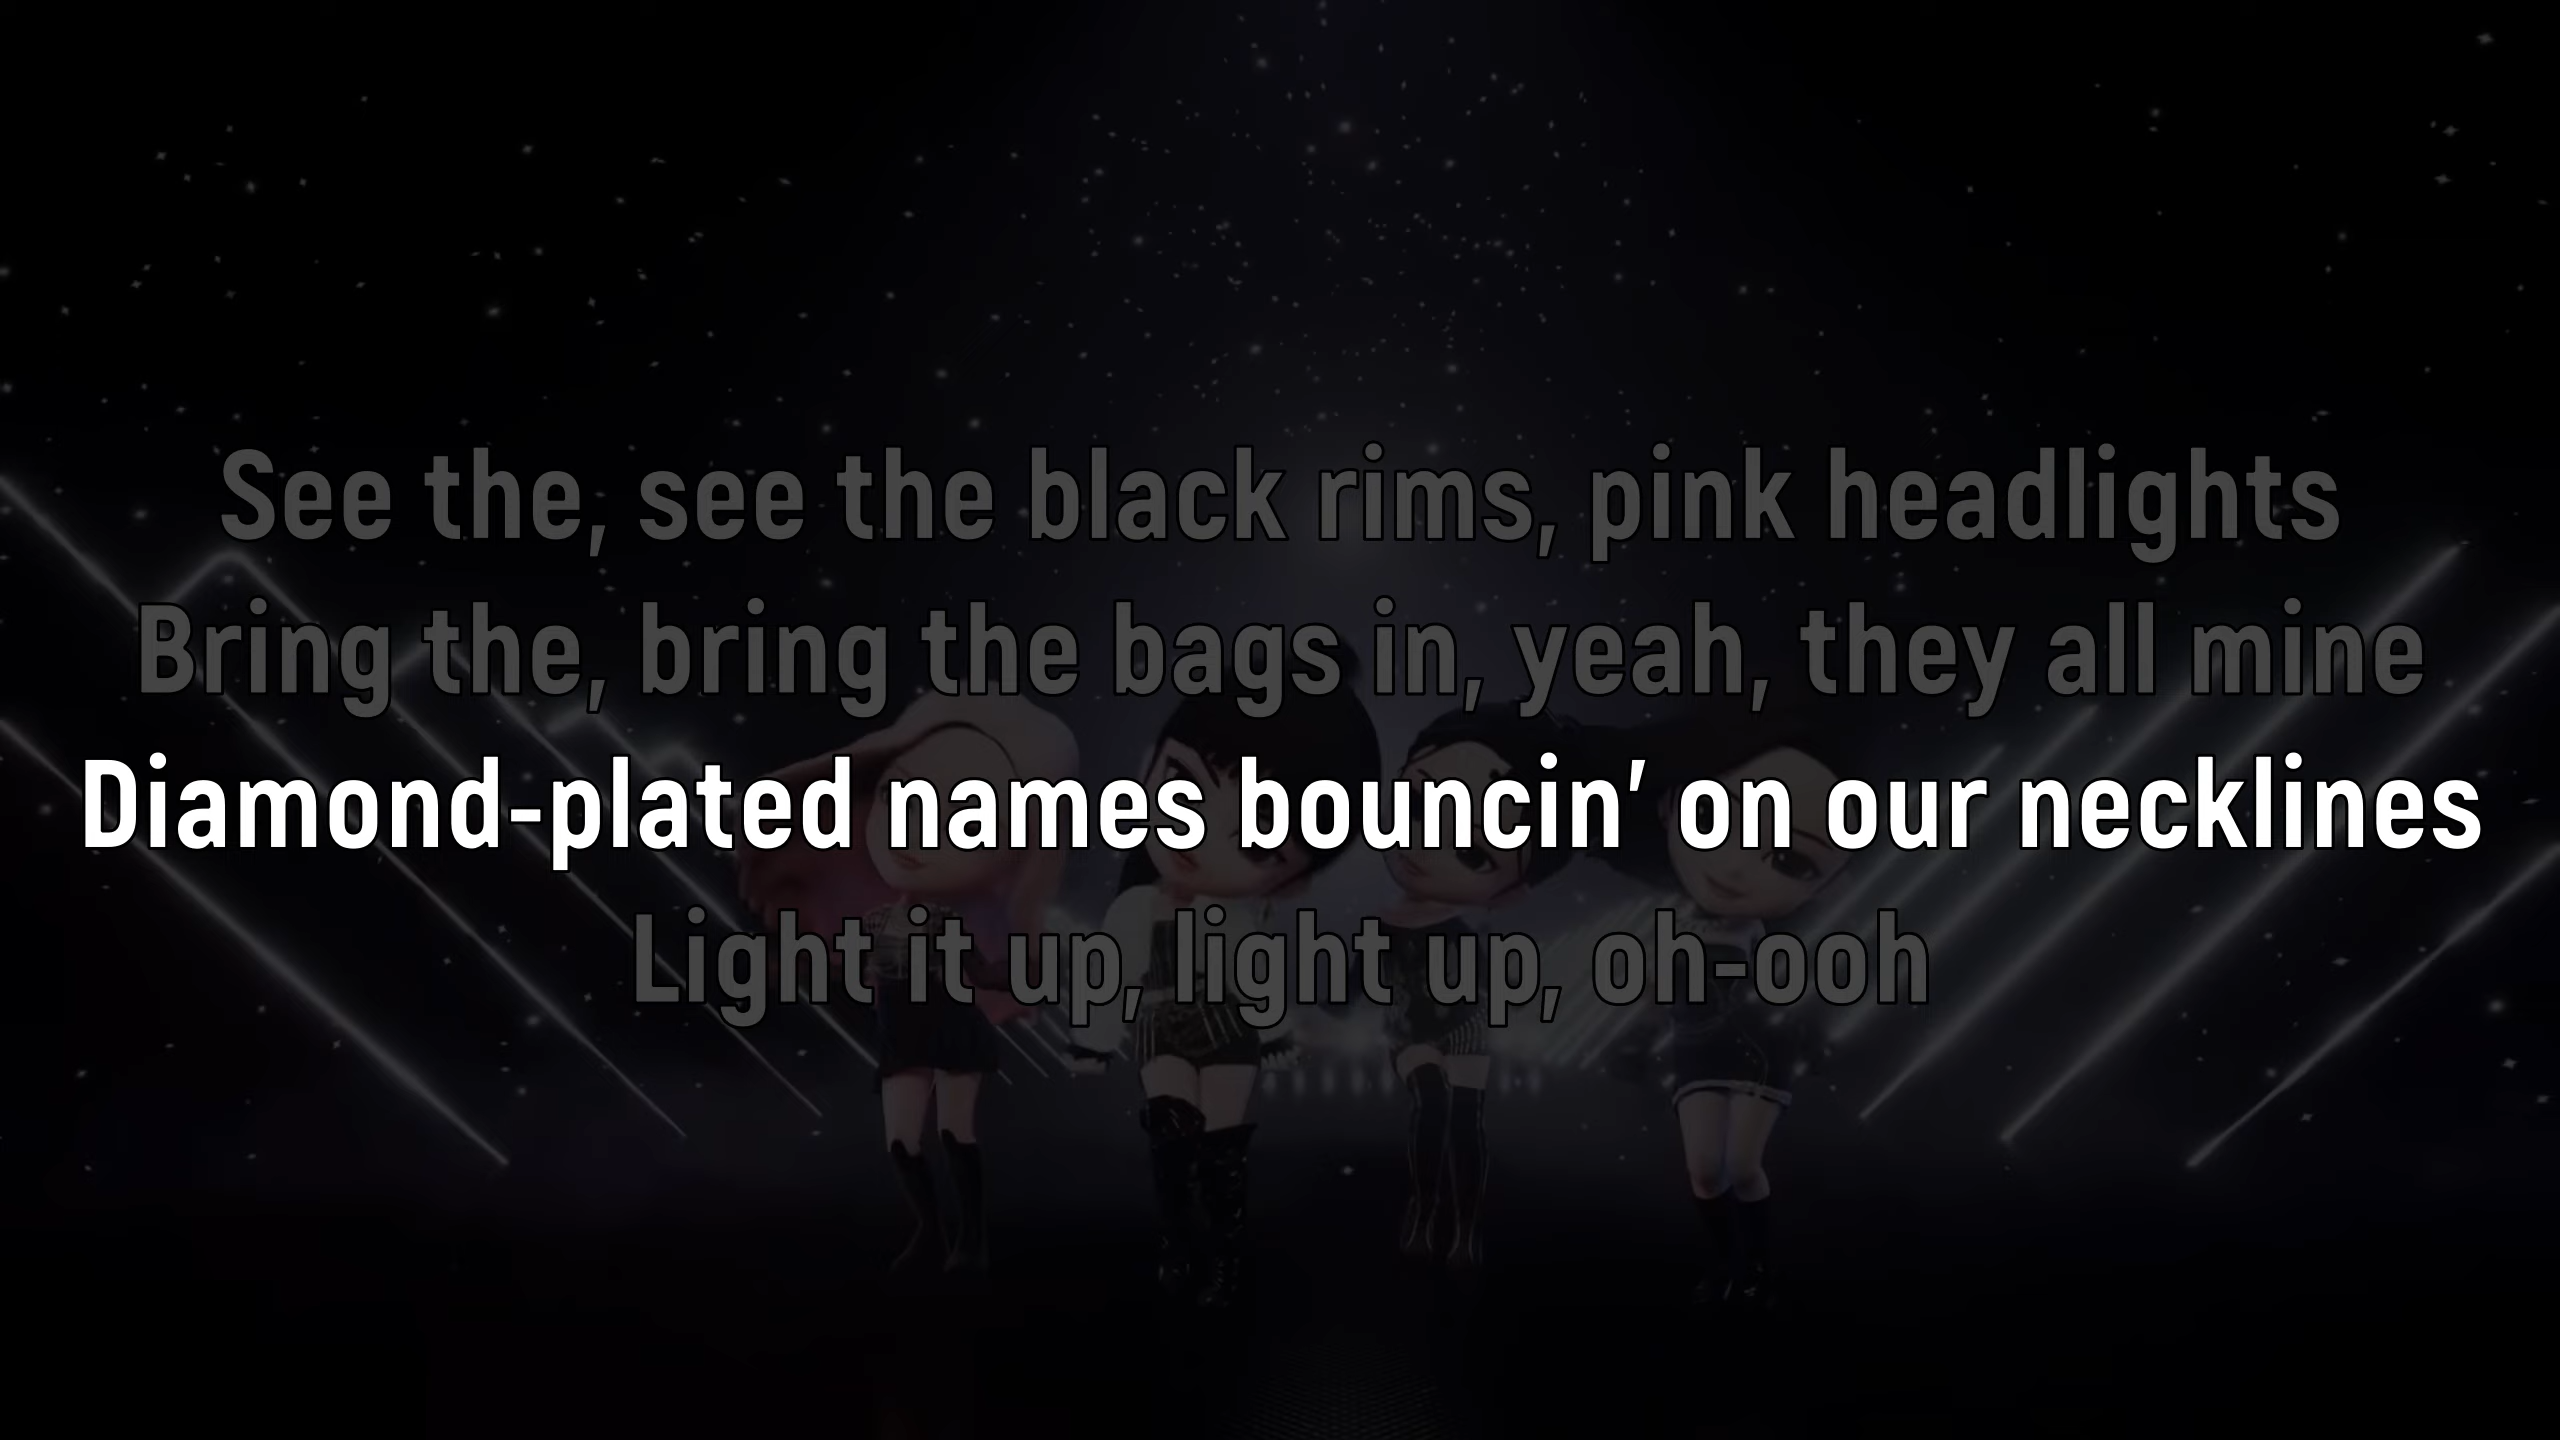 See the, see the black rims, pink headlights
Bring the, bring the bags in, yeah, they all mine
Diamond-plated names bouncin’ on our necklines
Light it up, light up, oh-ooh